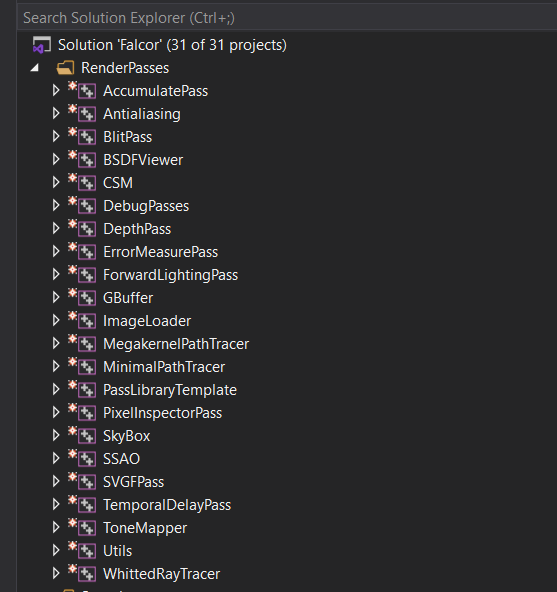 Search Solution Explorer (Ctrl+;)
Solution 'Falcor' (31 of 31 projects)
RenderPasses
AccumulatePass
Antialiasing
BlitPass
BSDFViewer
CSM
DebugPasses
DepthPass
ErrorMeasurePass
ForwardLightingPass
GBuffer
ImageLoader
MegakernelPathTracer
MinimalPathTracer
PassLibraryTemplate
PixelInspectorPass
SkyBox
SSAO
SVGFPass
TemporalDelayPass
ToneMapper
Utils
WhittedRayTracer